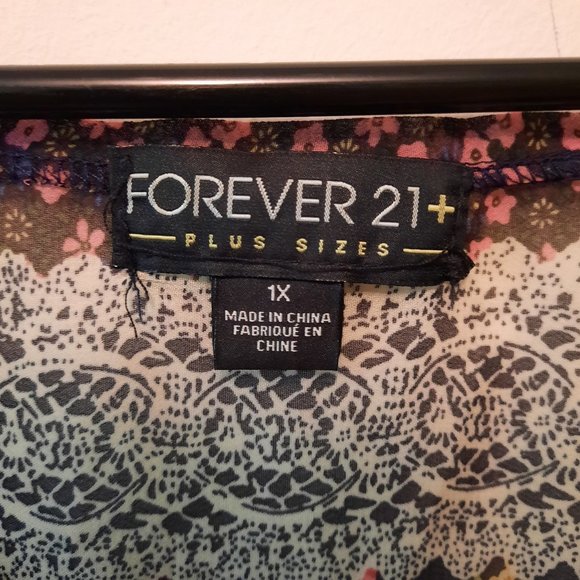 FOREVER 21+
PLUS SIZES
1X
MADE IN CHINA
FABRIQUÉ EN
CHINE